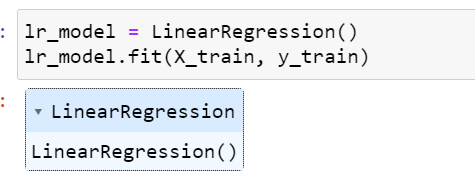 : lr_model = LinearRegression()
lr_model.fit(X_train, y_train)
:
▾ LinearRegression
LinearRegression()